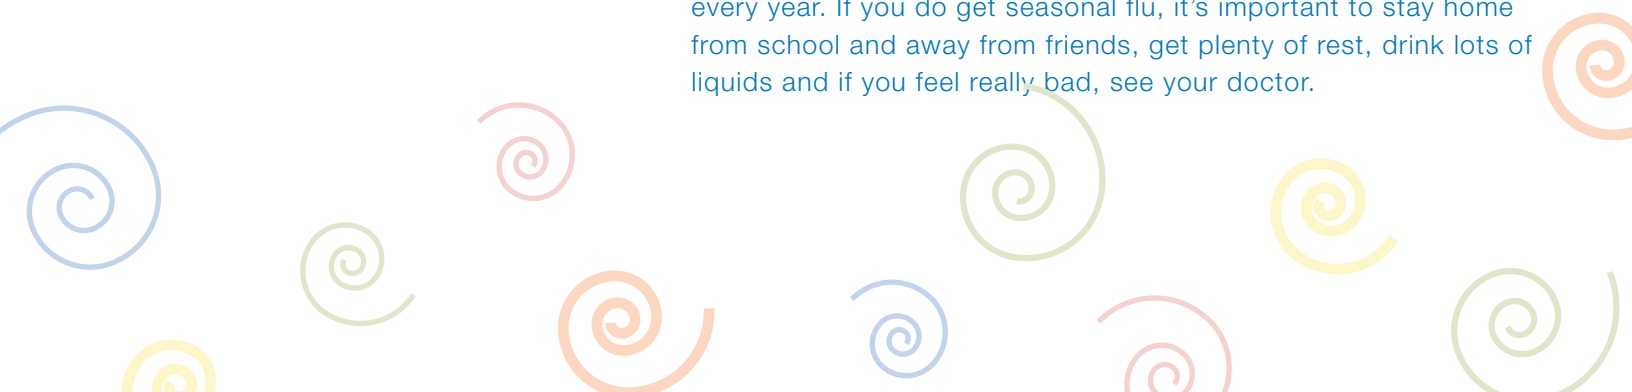 every year. If you do get seasonal flu, it’s important to stay home
from school and away from friends, get plenty of rest, drink lots of
liquids and if you feel really bad, see your doctor.